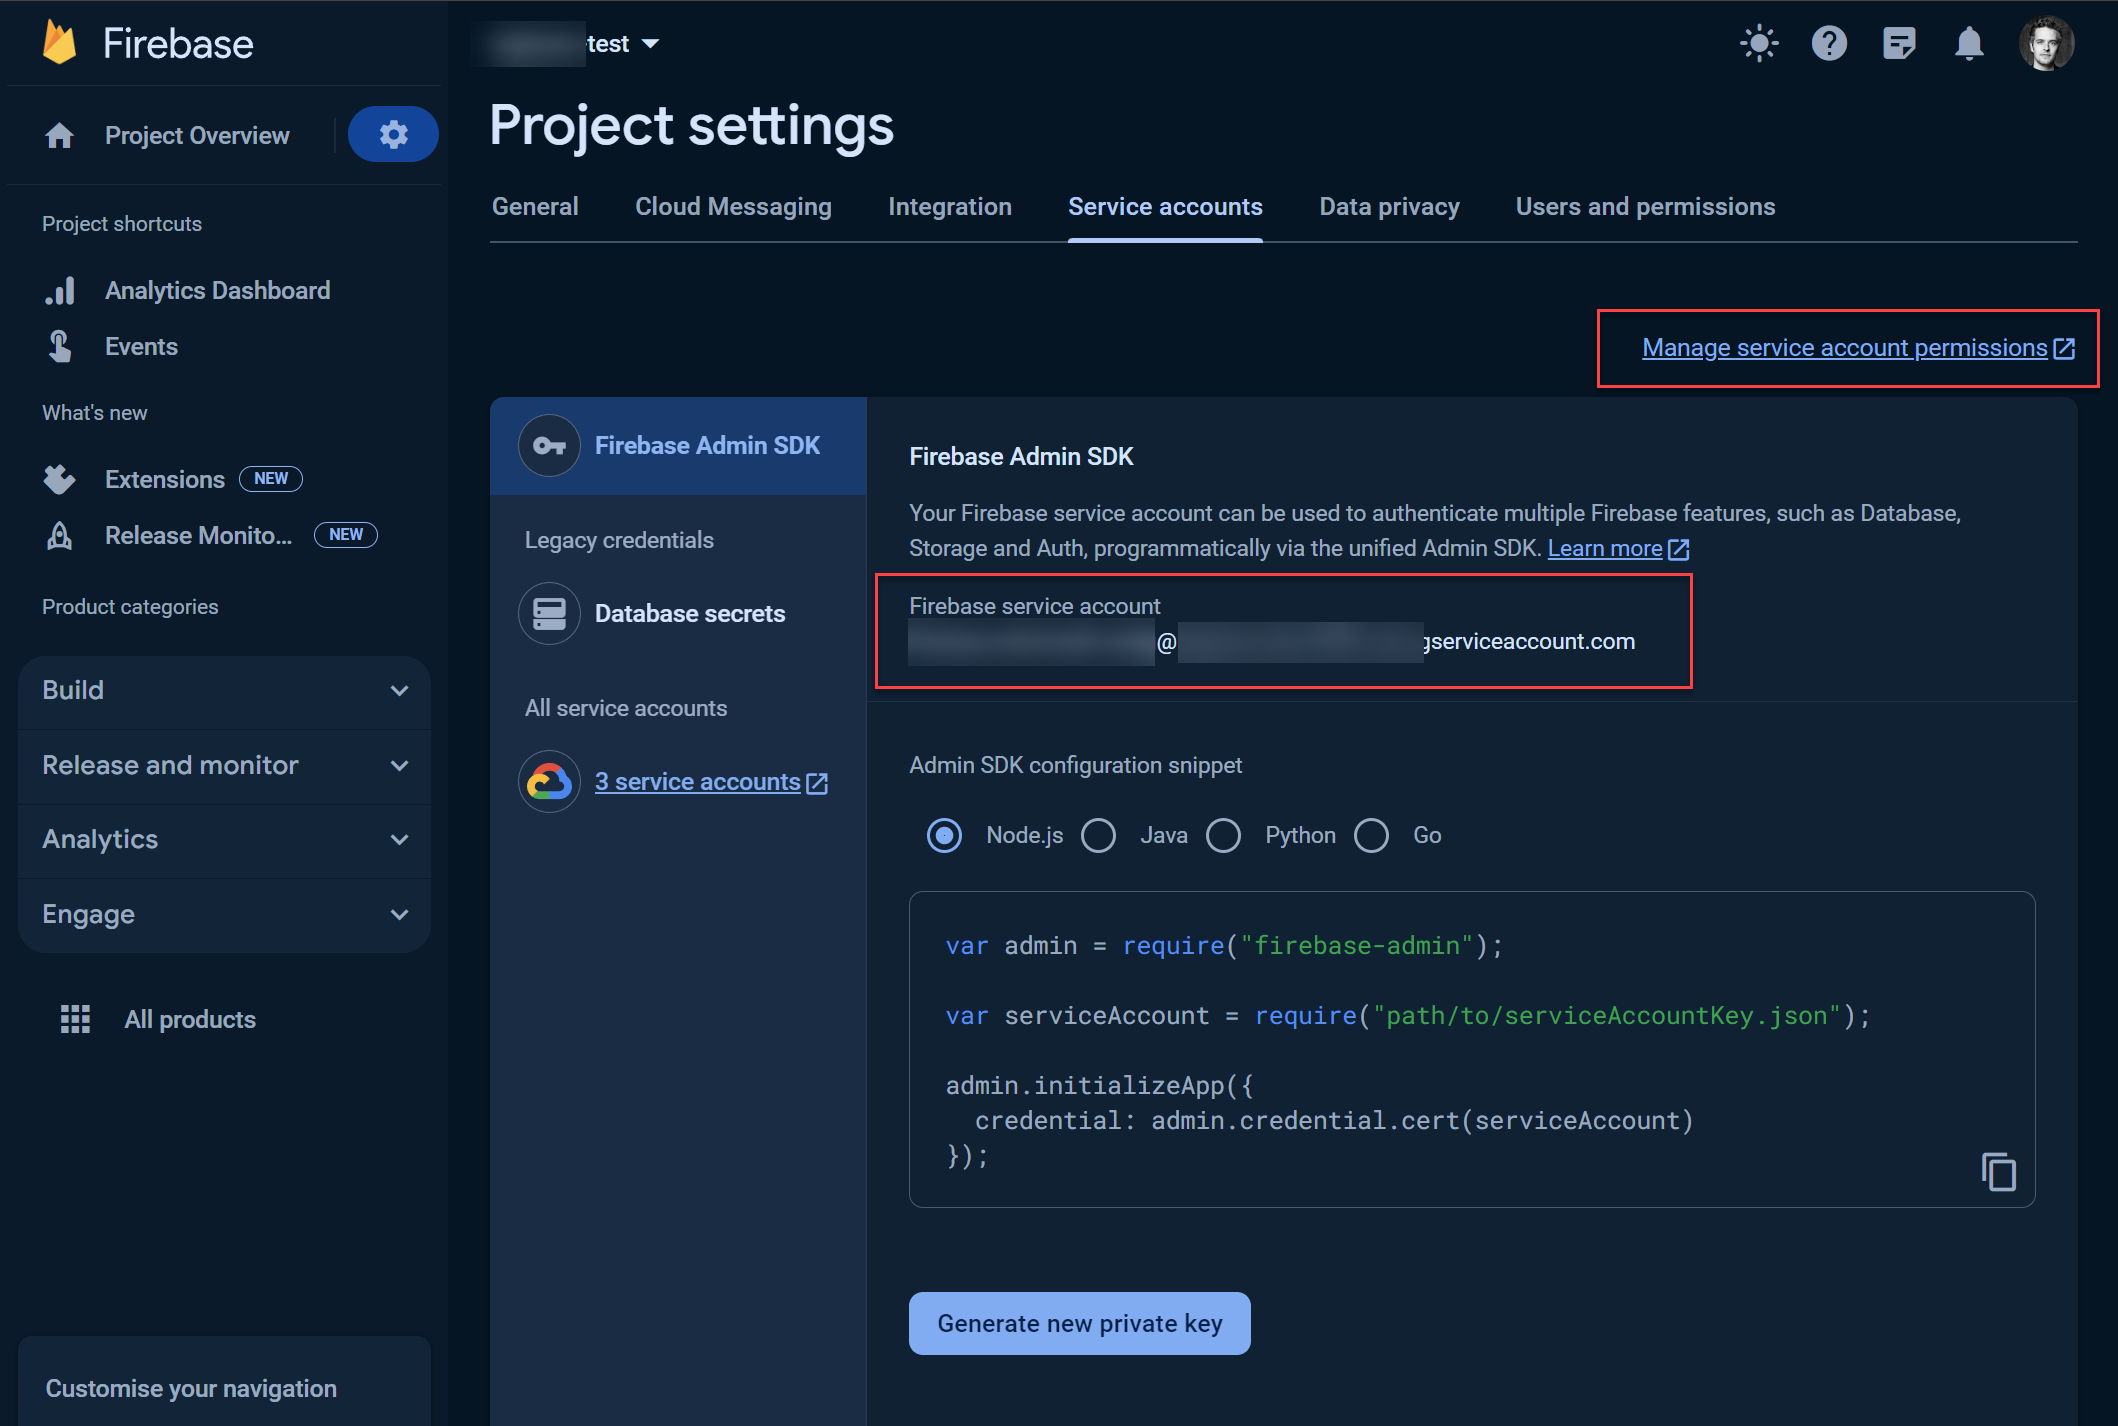 Firebase
test
Project Overview
Project settings
General
Cloud Messaging
Integration
Service accounts
Data privacy
Users and permissions
Project shortcuts
Analytics Dashboard
Events
What's new
Extensions NEW
Release Monito... NEW
Product categories
Build
Release and monitor
Analytics
Engage
All products
Customise your navigation
Manage service account permissions
Firebase Admin SDK
Legacy credentials
Database secrets
All service accounts
3 service accounts
Firebase Admin SDK
Your Firebase service account can be used to authenticate multiple Firebase features, such as Database,
Storage and Auth, programmatically via the unified Admin SDK. Learn more
Firebase service account
@ gserviceaccount.com
Admin SDK configuration snippet
Node.js
Java
Python
Go
var admin = require("firebase-admin");
var serviceAccount = require("path/to/serviceAccountKey.json");
admin.initializeApp({
credential: admin.credential.cert(serviceAccount)
});
Generate new private key